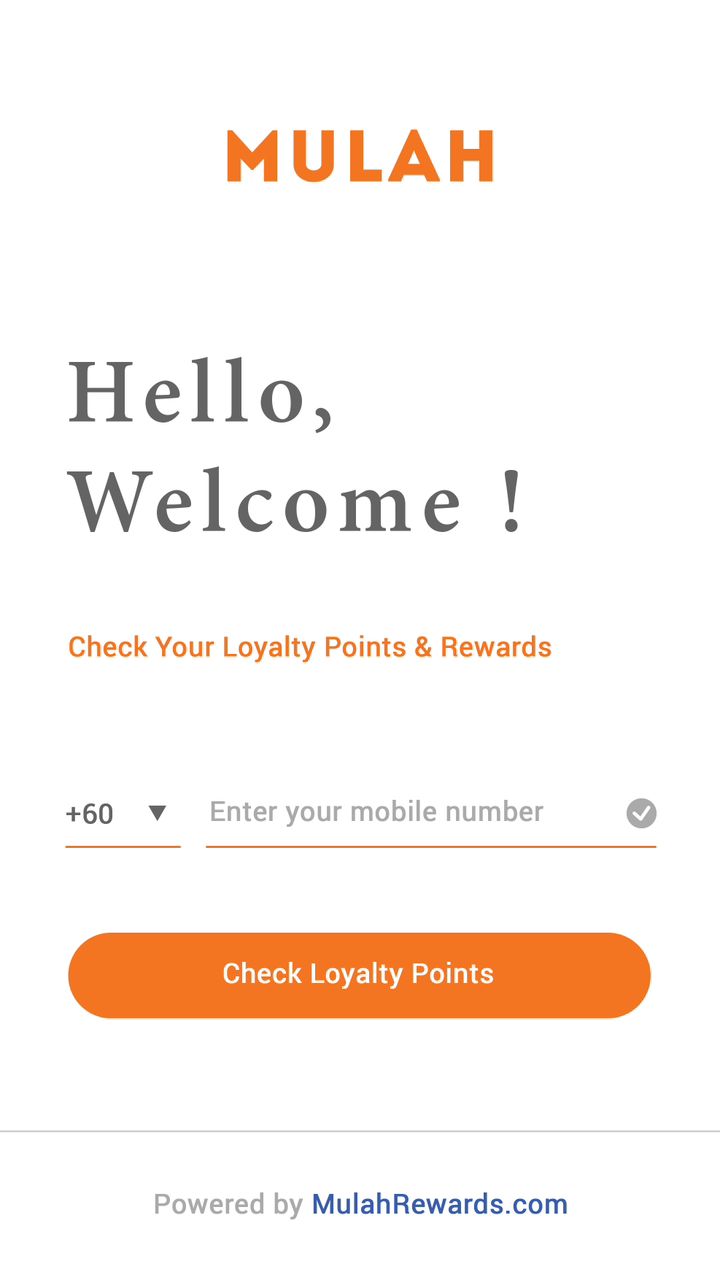 MULAH
Hello,
Welcome !
Check Your Loyalty Points & Rewards
+60 Enter your mobile number
Check Loyalty Points
Powered by MulahRewards.com